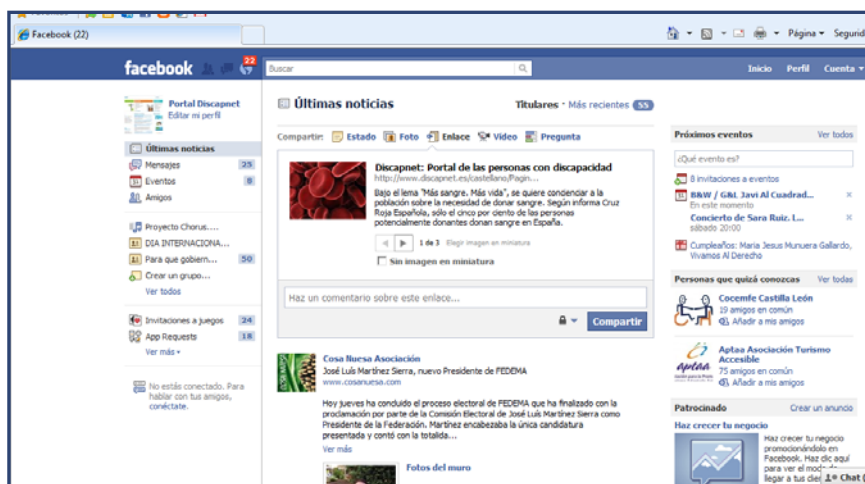 Facebook (22)
Página
Segurid
facebook
22
Buscar
Inicio Perfil Cuenta
Portal Discapnet
Editar mi perfil
Últimas noticias
Mensajes 25
Eventos 8
Amigos
Proyecto Chorus....
DIA INTERNACIONA...
Para que gobiern... 50
Crear un grupo...
Ver todos
Invitaciones a juegos 24
App Requests 18
Ver más
No estás conectado. Para
hablar con tus amigos,
conéctate.
Últimas noticias
Titulares · Más recientes 55
Compartir: Estado Foto Enlace Vídeo Pregunta
Discapnet: Portal de las personas con discapacidad
http://www.discapnet.es/castellano/Pagin...
Bajo el lema "Más sangre. Más vida", se quiere condenciar a la
población sobre la necesidad de donar sangre. Según informa Cruz
Roja Española, sólo el cinco por ciento de las personas
potencialmente donantes donan sangre en España.
1 de 3 Elegir imagen en miniatura
Sin imagen en miniatura
Haz un comentario sobre este enlace...
Compartir
Cosa Nuesa Asociación
José Luís Martínez Sierra, nuevo Presidente de FEDEMA
www.cosanuesa.com
Hoy jueves ha concluido el proceso electoral de FEDEMA que ha finalizado con la
proclamación por parte de la Comisión Electoral de José Luís Martínez Sierra como
Presidente de la Federación. Martínez encabezaba la única candidatura
presentada y contó con la totalida...
Ver más
Fotos del muro
Próximos eventos Ver todos
¿Qué evento es?
8 invitaciones a eventos
B&W / G&L Javi Al Cuadrad...
En este momento
Concierto de Sara Ruiz. L...
sábado 20:00
Cumpleaños: Maria Jesus Munuera Gallardo,
Vivamos Al Derecho
Personas que quizá conozcas Ver todas
Cocemfe Castilla León
19 amigos en común
Añadir a mis amigos
aptaa
Aptaa Asociación Turismo
Accesible
75 amigos en común
Añadir a mis amigos
Patrocinado Crear un anuncio
Haz crecer tu negocio
Haz crecer tu negocio
promocionándolo en
Facebook. Haz clic aquí
para ver el modo de
llegar a tus clien
Chat (